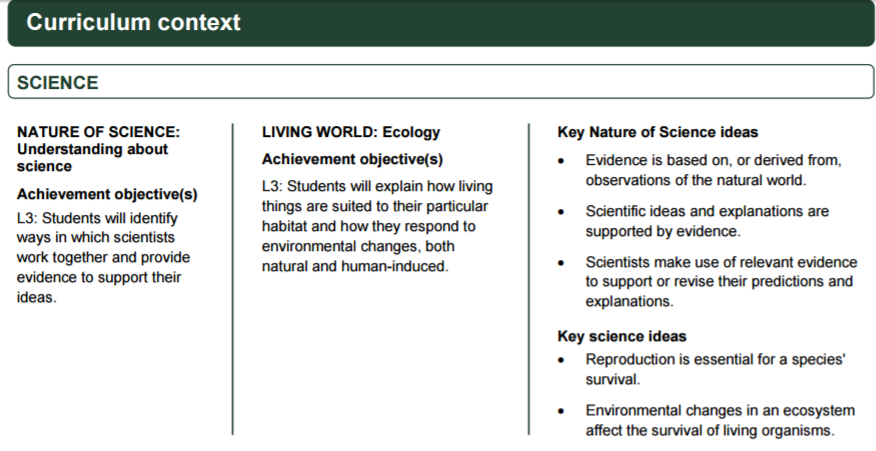 Curriculum context
SCIENCE
NATURE OF SCIENCE:
Understanding about
science
Achievement objective(s)
L3: Students will identify
ways in which scientists
work together and provide
evidence to support their
ideas.
LIVING WORLD: Ecology
Achievement objective(s)
L3: Students will explain how living
things are suited to their particular
habitat and how they respond to
environmental changes, both
natural and human-induced.
Key Nature of Science ideas
• Evidence is based on, or derived from,
observations of the natural world.
• Scientific ideas and explanations are
supported by evidence.
• Scientists make use of relevant evidence
to support or revise their predictions and
explanations.
Key science ideas
• Reproduction is essential for a species'
survival.
• Environmental changes in an ecosystem
affect the survival of living organisms.